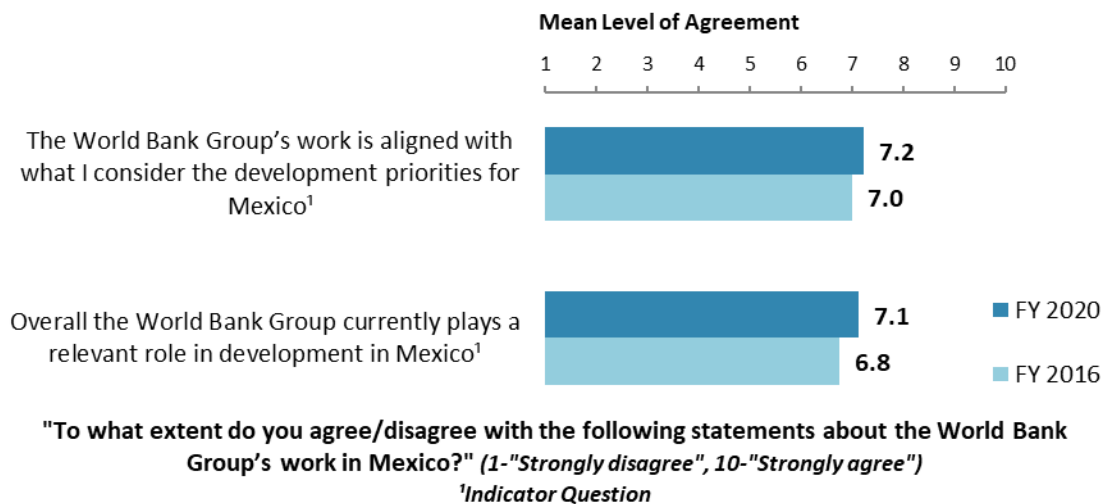 Mean Level of Agreement
1 2 3 4 5 6 7 8 9 10
The World Bank Group’s work is aligned with
what I consider the development priorities for
Mexico¹
7.2
7.0
Overall the World Bank Group currently plays a
relevant role in development in Mexico¹
7.1
6.8
FY 2020
FY 2016
"To what extent do you agree/disagree with the following statements about the World Bank
Group’s work in Mexico?" (1-"Strongly disagree", 10-"Strongly agree")
¹Indicator Question